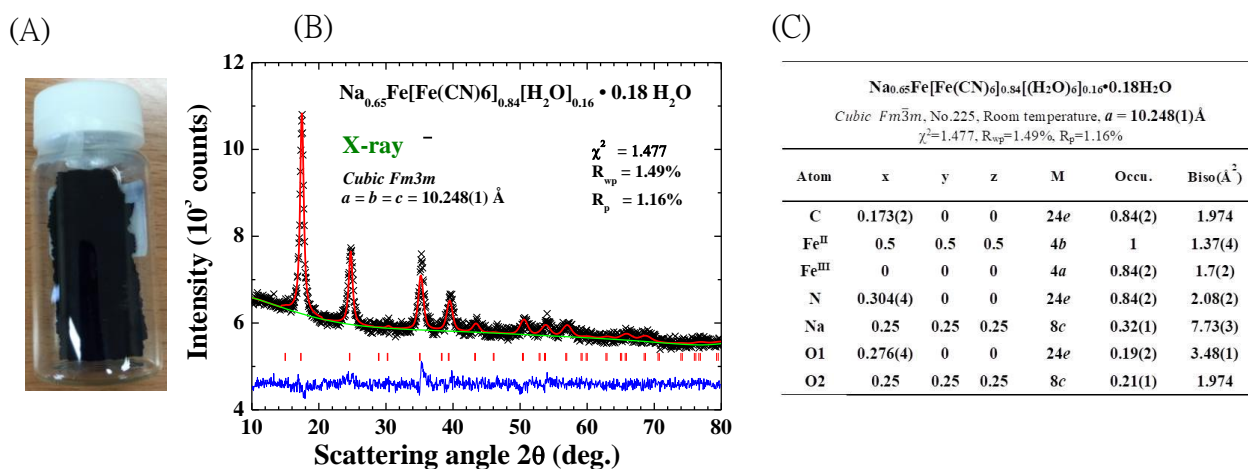 (A)
(B)
(C)
12
10
8
6
4
Intensity (10³ counts)
Na₀.₆₅Fe[Fe(CN)6]₀.₈₄[H₂O]₀.₁₆ • 0.18 H₂O
X-ray
Cubic Fm3m
a = b = c = 10.248(1) Å
χ² = 1.477
R_wp = 1.49%
R_p = 1.16%
10 20 30 40 50 60 70 80
Scattering angle 2θ (deg.)
Na₀.₆₅Fe[Fe(CN)₆]₀.₈₄[(H₂O)₆]₀.₁₆•0.18H₂O
Cubic Fm3̅m, No.225, Room temperature, a = 10.248(1)Å
χ²=1.477, R_wp=1.49%, R_p=1.16%
Atom x y z M Occu. Biso(Å²)
C 0.173(2) 0 0 24e 0.84(2) 1.974
Feᴵᴵ 0.5 0.5 0.5 4b 1 1.37(4)
Feᴵᴵᴵ 0 0 0 4a 0.84(2) 1.7(2)
N 0.304(4) 0 0 24e 0.84(2) 2.08(2)
Na 0.25 0.25 0.25 8c 0.32(1) 7.73(3)
O1 0.276(4) 0 0 24e 0.19(2) 3.48(1)
O2 0.25 0.25 0.25 8c 0.21(1) 1.974